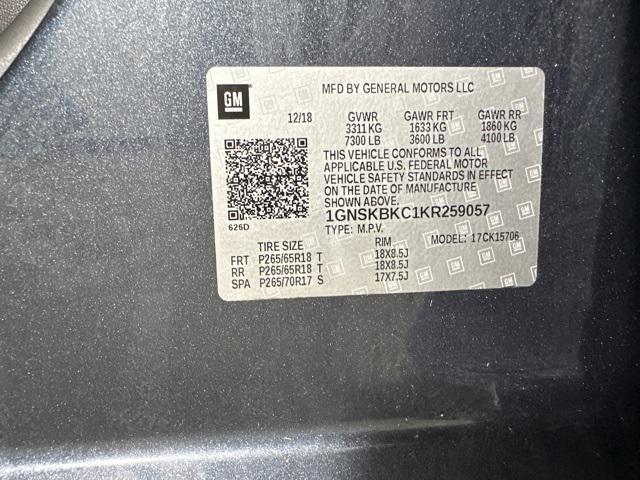 GM
MFD BY GENERAL MOTORS LLC
12/18 GVWR GAWR FRT GAWR RR
3311 KG 1633 KG 1860 KG
7300 LB 3600 LB 4100 LB
THIS VEHICLE CONFORMS TO ALL
APPLICABLE U.S. FEDERAL MOTOR
VEHICLE SAFETY STANDARDS IN EFFECT
ON THE DATE OF MANUFACTURE
SHOWN ABOVE.
1GNSKBKC1KR259057
626D TYPE: M.P.V. MODEL: 17CK15706
TIRE SIZE RIM
FRT P265/65R18 T 18X8.5J
RR P265/65R18 T 18X8.5J
SPA P265/70R17 S 17X7.5J